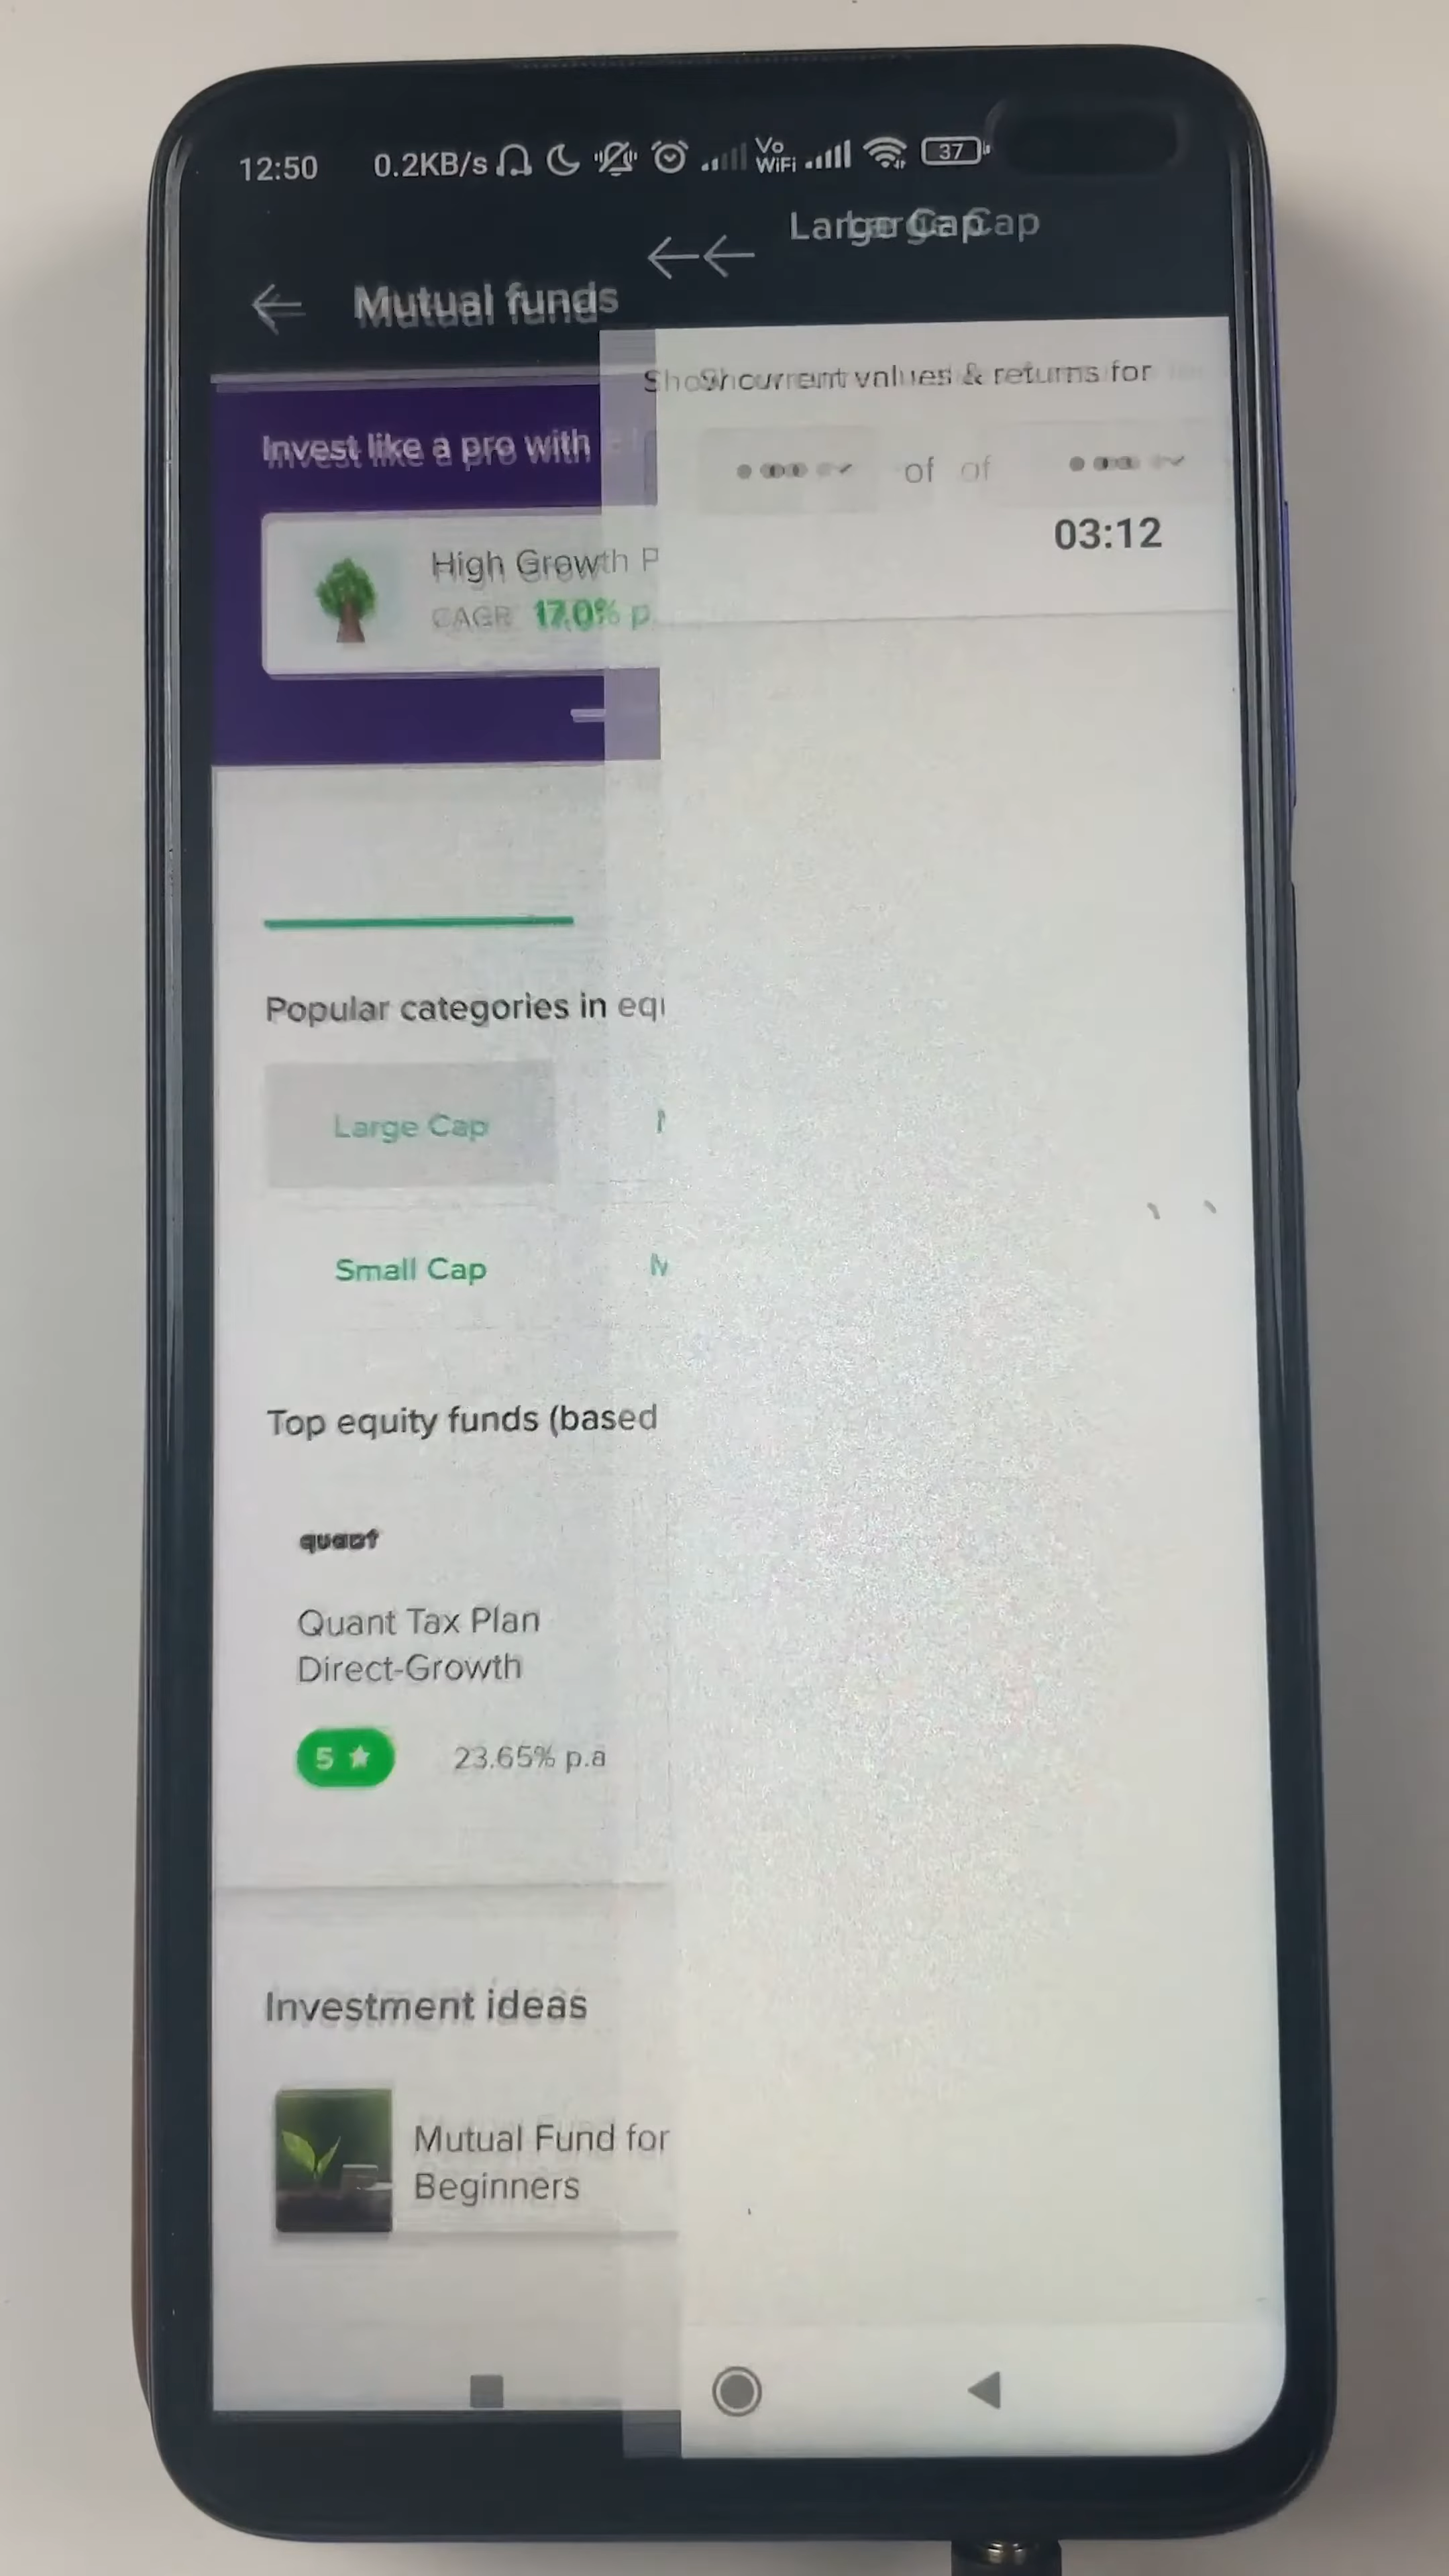 12:50 0.2KB/s Vo WiFi 37
Large Cap
Mutual funds
Show current values & returns for
Invest like a pro with
of of
03:12
High Growth P
CAGR 17.0% p.
Popular categories in equ
Large Cap
Small Cap
Top equity funds (based
quant
Quant Tax Plan
Direct-Growth
5 ★ 23.65% p.a
Investment ideas
Mutual Fund for
Beginners